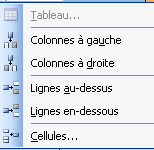 Tableau...
Colonnes à gauche
Colonnes à droite
Lignes au-dessus
Lignes en-dessous
Cellules...